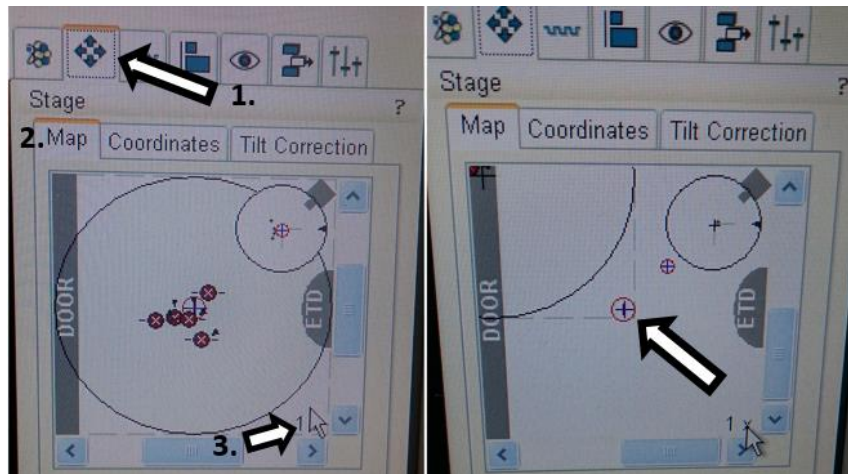 1.
Stage ?
2. Map Coordinates Tilt Correction
DOOR
ETD
3. 1
Stage ?
Map Coordinates Tilt Correction
DOOR
ETD
1 x